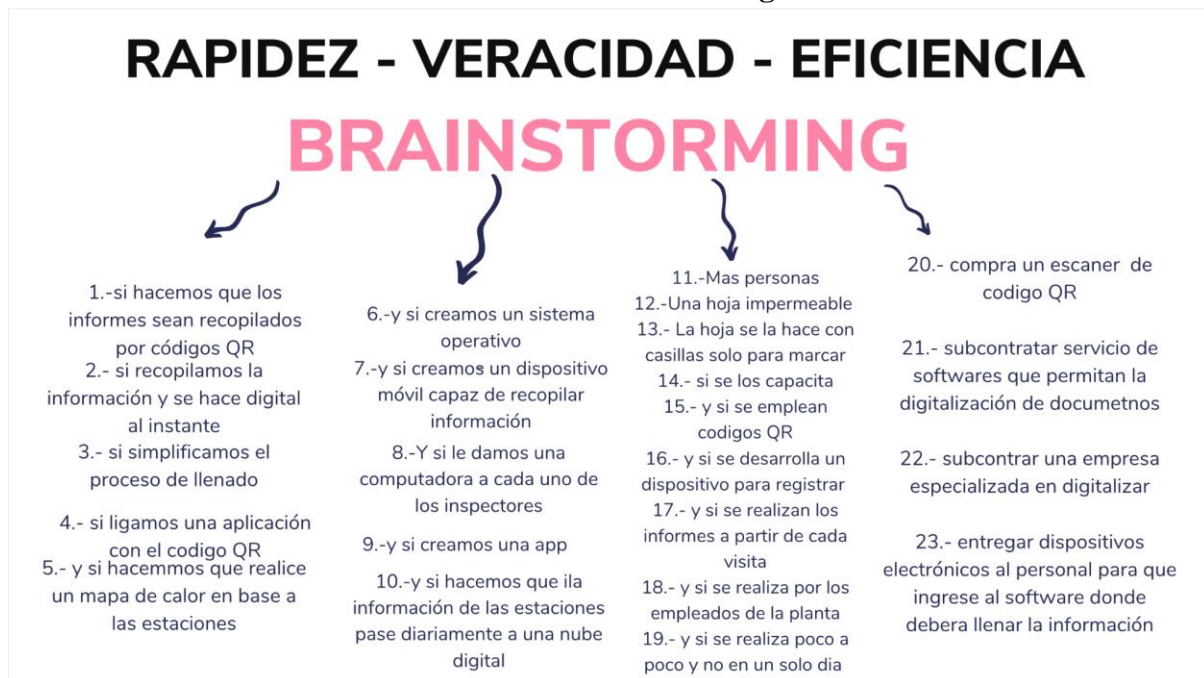 RAPIDEZ - VERACIDAD - EFICIENCIA
BRAINSTORMING
1.-si hacemos que los
informes sean recopilados
por códigos QR
2.- si recopilamos la
información y se hace digital
al instante
3.- si simplificamos el
proceso de llenado
4.- si ligamos una aplicación
con el codigo QR
5.- y si hacemmos que realice
un mapa de calor en base a
las estaciones
6.-y si creamos un sistema
operativo
7.-y si creamos un dispositivo
móvil capaz de recopilar
información
8.-Y si le damos una
computadora a cada uno de
los inspectores
9.-y si creamos una app
10.-y si hacemos que ila
información de las estaciones
pase diariamente a una nube
digital
11.-Mas personas
12.-Una hoja impermeable
13.- La hoja se la hace con
casillas solo para marcar
14.- si se los capacita
15.- y si se emplean
codigos QR
16.- y si se desarrolla un
dispositivo para registrar
17.- y si se realizan los
informes a partir de cada
visita
18.- y si se realiza por los
empleados de la planta
19.- y si se realiza poco a
poco y no en un solo dia
20.- compra un escaner de
codigo QR
21.- subcontratar servicio de
softwares que permitan la
digitalización de documetnos
22.- subcontrar una empresa
especializada en digitalizar
23.- entregar dispositivos
electrónicos al personal para que
ingrese al software donde
debera llenar la información